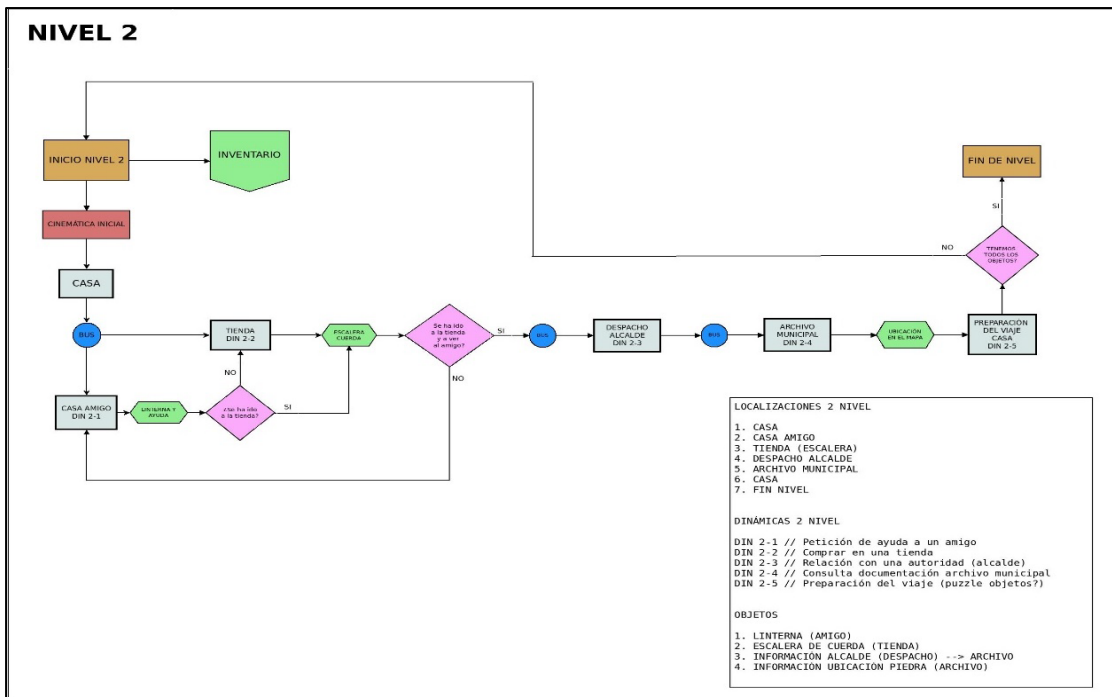 NIVEL 2
INICIO NIVEL 2
INVENTARIO
FIN DE NIVEL
SI
CINEMÁTICA INICIAL
NO
TENEMOS
TODOS LOS
OBJETOS?
CASA
BUS
TIENDA
DIN 2-2
ESCALERA
CUERDA
Se ha ido
a la tienda
y a ver
al amigo?
SI
BUS
DESPACHO
ALCALDE
DIN 2-3
BUS
ARCHIVO
MUNICIPAL
DIN 2-4
UBICACIÓN
EN EL MAPA
PREPARACIÓN
DEL VIAJE
CASA
DIN 2-5
NO
NO
CASA AMIGO
DIN 2-1
LINTERNA Y
AYUDA
¿Se ha ido
a la tienda?
SI
LOCALIZACIONES 2 NIVEL
1. CASA
2. CASA AMIGO
3. TIENDA (ESCALERA)
4. DESPACHO ALCALDE
5. ARCHIVO MUNICIPAL
6. CASA
7. FIN NIVEL
DINÁMICAS 2 NIVEL
DIN 2-1 // Petición de ayuda a un amigo
DIN 2-2 // Comprar en una tienda
DIN 2-3 // Relación con una autoridad (alcalde)
DIN 2-4 // Consulta documentación archivo municipal
DIN 2-5 // Preparación del viaje (puzzle objetos?)
OBJETOS
1. LINTERNA (AMIGO)
2. ESCALERA DE CUERDA (TIENDA)
3. INFORMACIÓN ALCALDE (DESPACHO) --> ARCHIVO
4. INFORMACIÓN UBICACIÓN PIEDRA (ARCHIVO)